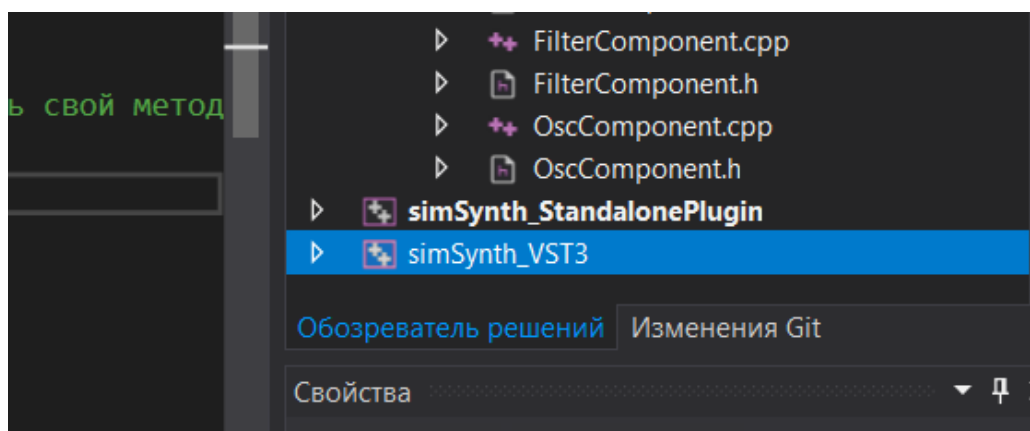 FilterComponent.cpp
FilterComponent.h
ь свой метод
OscComponent.cpp
OscComponent.h
simSynth_StandalonePlugin
simSynth_VST3
Обозреватель решений Изменения Git
Свойства